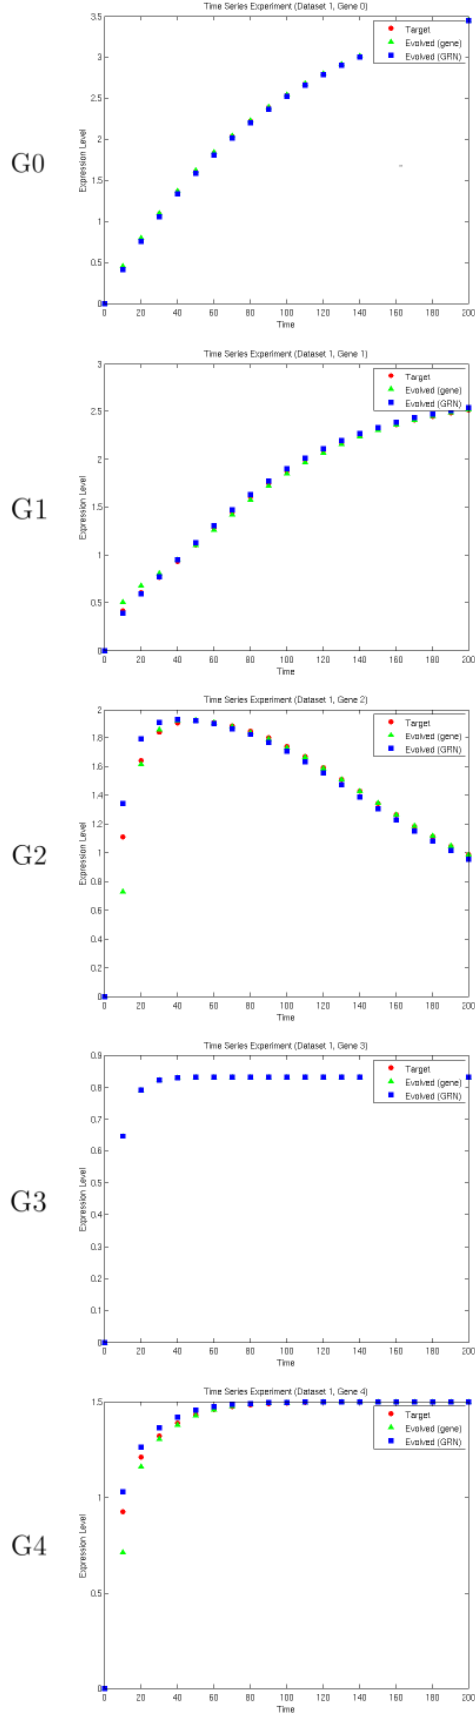 Time Series Experiment (Dataset 1, Gene 0)
3.5
3
2.5
2
1.5
1
0.5
0
Expression Level
Target
Evolved (gene)
Evolved (GRN)
0 20 40 60 80 100 120 140 160 180 200
Time
G0
Time Series Experiment (Dataset 1, Gene 1)
3
2.5
2
1.5
1
0.5
0
Expression Level
Target
Evolved (gene)
Evolved (GRN)
0 20 40 60 80 100 120 140 160 180 200
Time
G1
Time Series Experiment (Dataset 1, Gene 2)
2
1.8
1.6
1.4
1.2
1
0.8
0.6
0.4
0.2
0
Expression Level
Target
Evolved (gene)
Evolved (GRN)
0 20 40 60 80 100 120 140 160 180 200
Time
G2
Time Series Experiment (Dataset 1, Gene 3)
0.9
0.8
0.7
0.6
0.5
0.4
0.3
0.2
0.1
0
Expression Level
Target
Evolved (gene)
Evolved (GRN)
0 20 40 60 80 100 120 140 160 180 200
Time
G3
Time Series Experiment (Dataset 1, Gene 4)
1.5
1
0.5
0
Expression Level
Target
Evolved (gene)
Evolved (GRN)
0 20 40 60 80 100 120 140 160 180 200
Time
G4